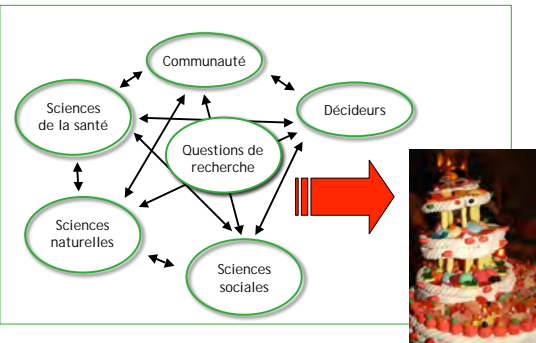 Communauté
Sciences
de la santé
Décideurs
Questions de
recherche
Sciences
naturelles
Sciences
sociales